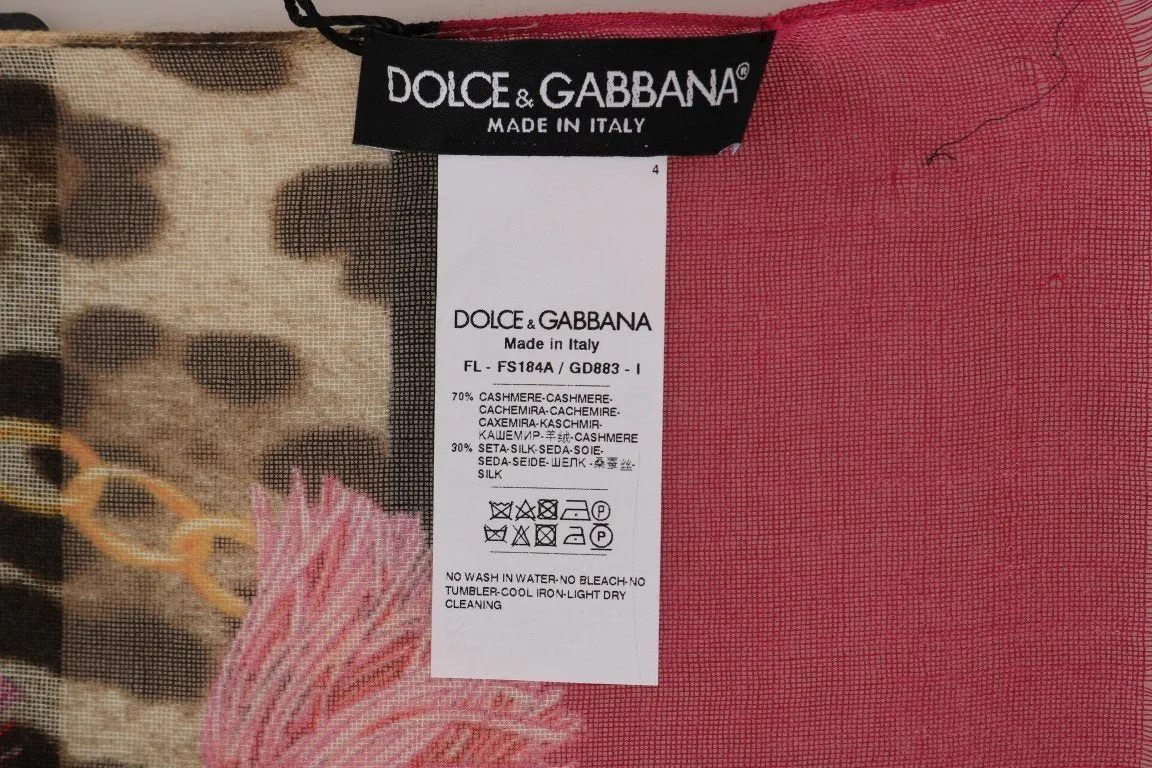 DOLCE & GABBANA®
MADE IN ITALY
4
DOLCE & GABBANA
Made in Italy
FL - FS184A / GD883 - I
70% CASHMERE-CASHMERE-
CACHEMIRA-CACHEMIRE-
CAXEMIRA-KASCHMIR-
КАШЕМИР-羊绒-CASHMERE
30% SETA-SILK-SEDA-SOIE-
SEDA-SEIDE-ШЕЛК -桑蚕丝-
SILK
P
P
NO WASH IN WATER-NO BLEACH-NO
TUMBLER-COOL IRON-LIGHT DRY
CLEANING